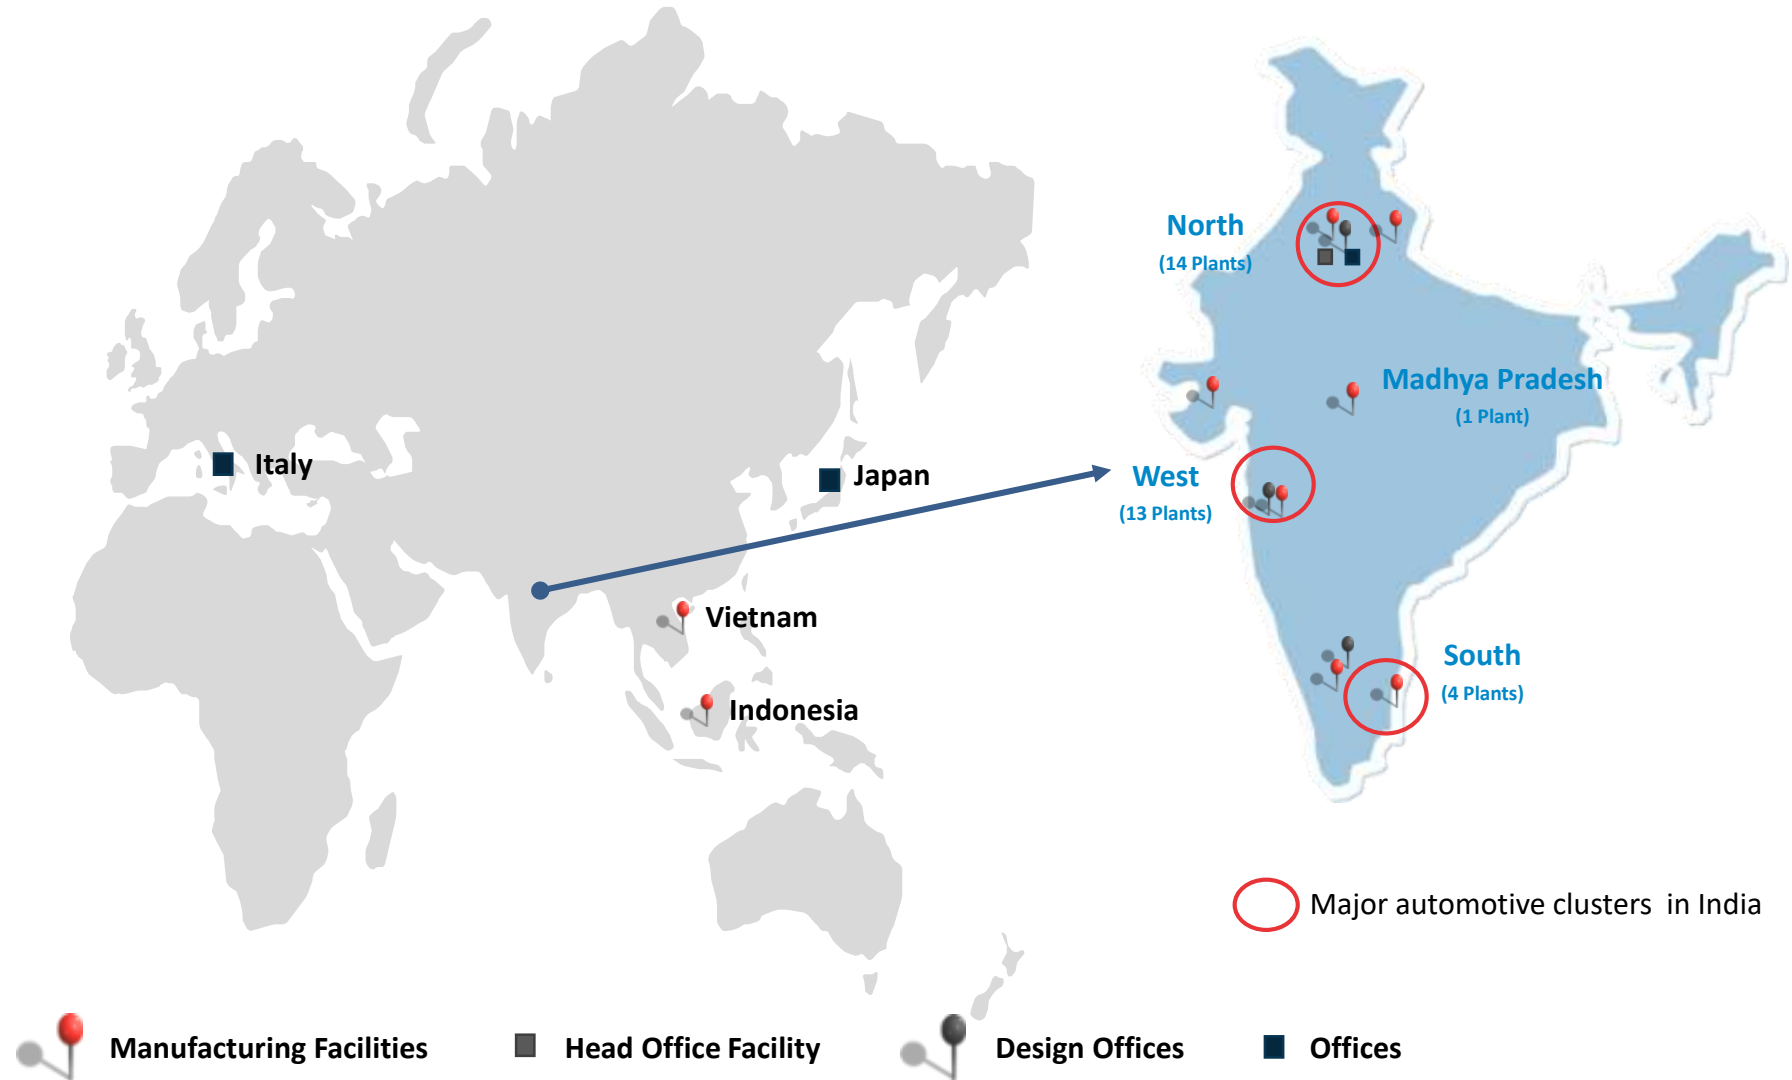 North
(14 Plants)
Madhya Pradesh
(1 Plant)
Italy
Japan
West
(13 Plants)
Vietnam
South
(4 Plants)
Indonesia
Major automotive clusters  in India
Manufacturing Facilities
Head Office Facility
Design Offices
Offices